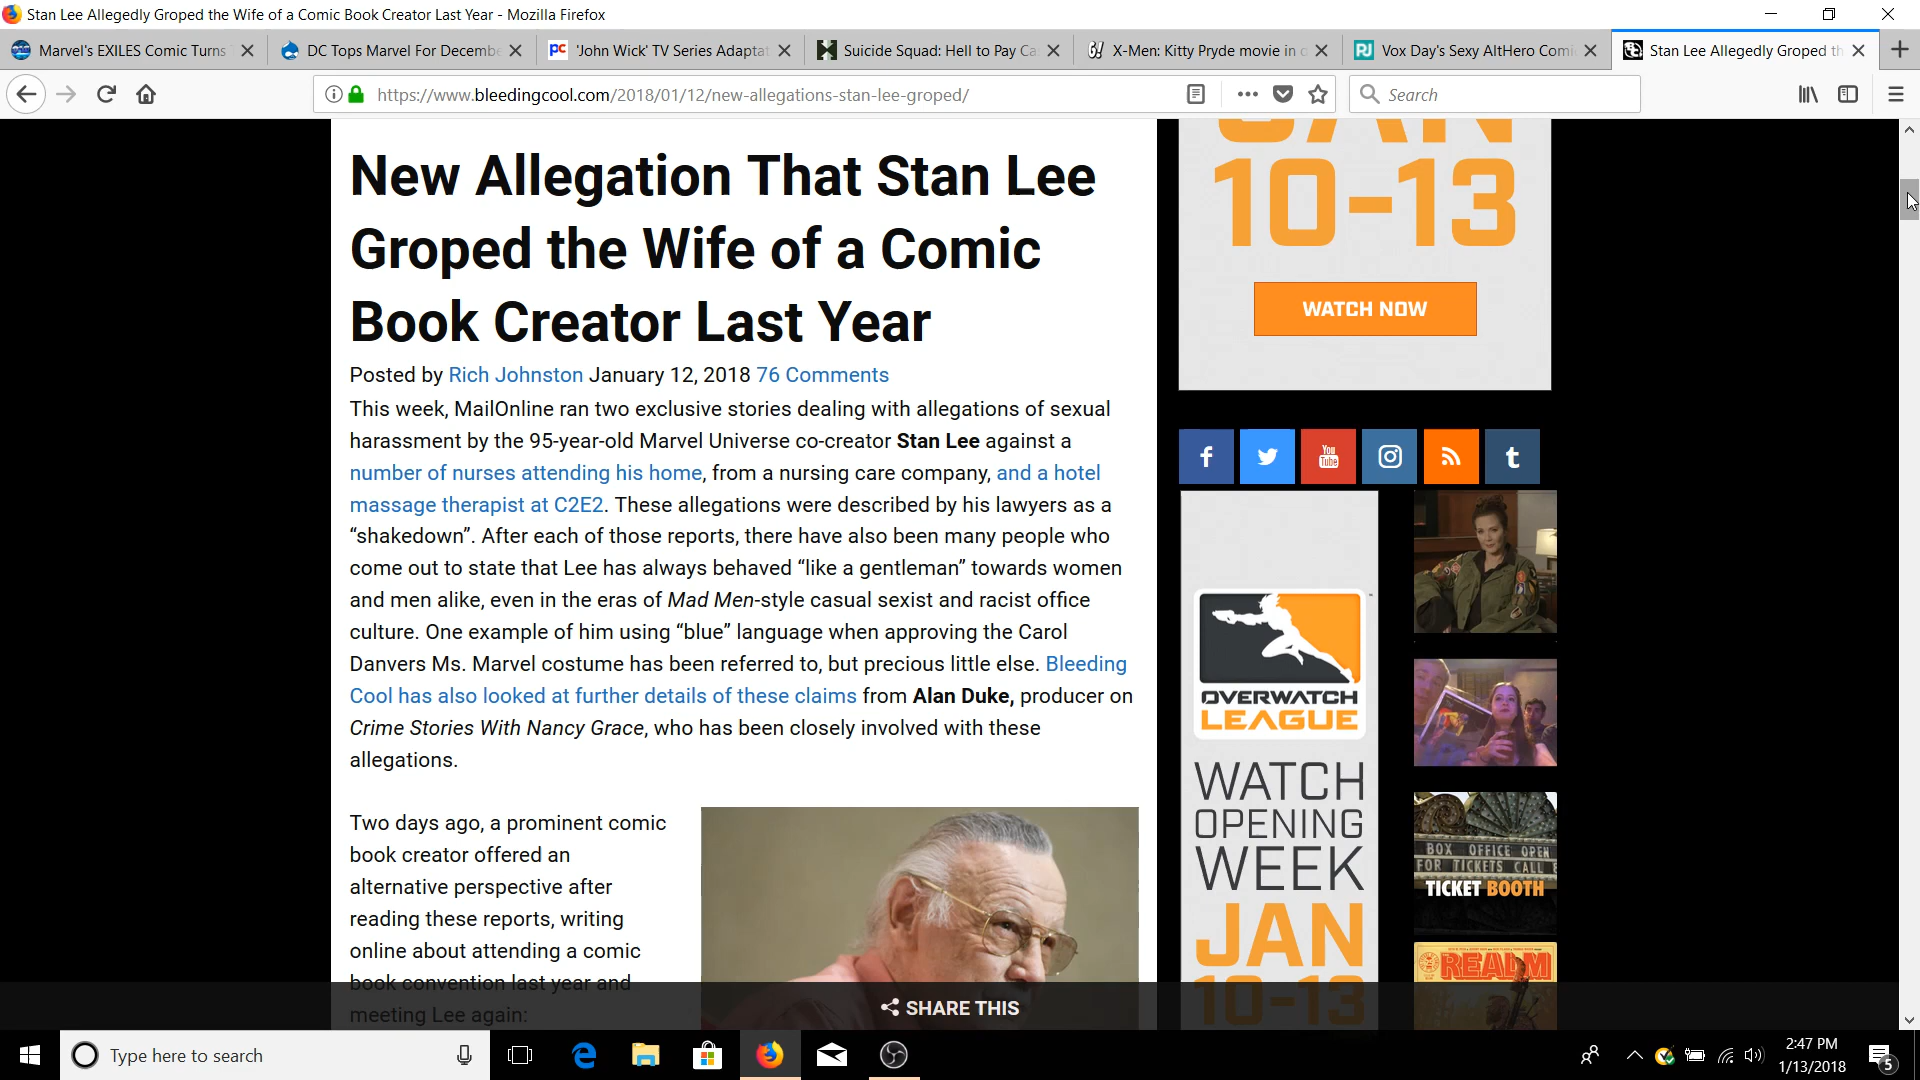 Stan Lee Allegedly Groped the Wife of a Comic Book Creator Last Year - Mozilla Firefox
Marvel's EXILES Comic Turns
DC Tops Marvel For Decembe
'John Wick' TV Series Adaptat
Suicide Squad: Hell to Pay Ca
X-Men: Kitty Pryde movie in
Vox Day's Sexy AltHero Comi
Stan Lee Allegedly Groped th
https://www.bleedingcool.com/2018/01/12/new-allegations-stan-lee-groped/
Search
New Allegation That Stan Lee
Groped the Wife of a Comic
Book Creator Last Year
Posted by Rich Johnston January 12, 2018 76 Comments
This week, MailOnline ran two exclusive stories dealing with allegations of sexual
harassment by the 95-year-old Marvel Universe co-creator Stan Lee against a
number of nurses attending his home, from a nursing care company, and a hotel
massage therapist at C2E2. These allegations were described by his lawyers as a
“shakedown”. After each of those reports, there have also been many people who
come out to state that Lee has always behaved “like a gentleman” towards women
and men alike, even in the eras of Mad Men-style casual sexist and racist office
culture. One example of him using “blue” language when approving the Carol
Danvers Ms. Marvel costume has been referred to, but precious little else. Bleeding
Cool has also looked at further details of these claims from Alan Duke, producer on
Crime Stories With Nancy Grace, who has been closely involved with these
allegations.
Two days ago, a prominent comic
book creator offered an
alternative perspective after
reading these reports, writing
online about attending a comic
book convention last year and
meeting Lee again:
SHARE THIS
JAN
10-13
WATCH NOW
f
You
Tube
t
OVERWATCH
LEAGUE
WATCH
OPENING
WEEK
JAN
10-13
BOX OFFICE OPEN
FOR TICKETS CALL
TICKET BOOTH
REALM
Type here to search
2:47 PM
1/13/2018
5